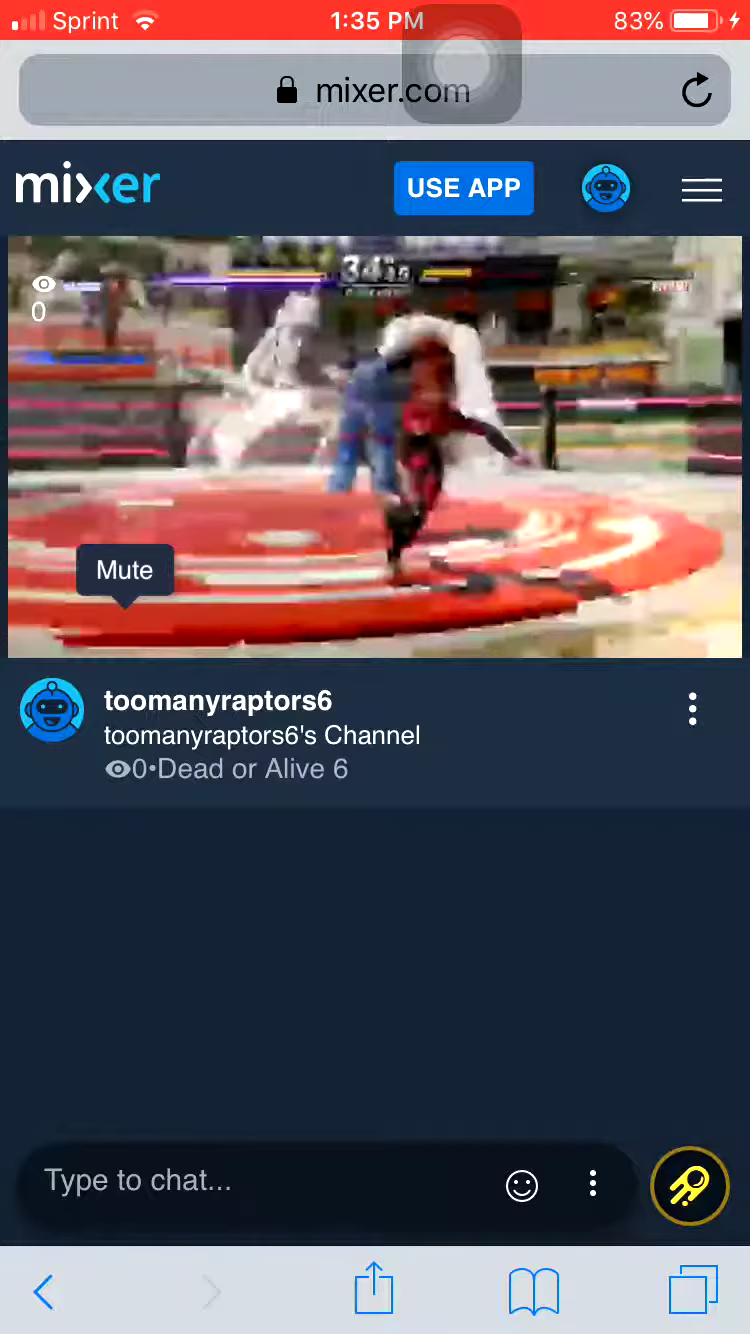 Sprint 1:35 PM 83%
mixer.com
mixer USE APP
0
Mute
toomanyraptors6
toomanyraptors6's Channel
0•Dead or Alive 6
Type to chat...